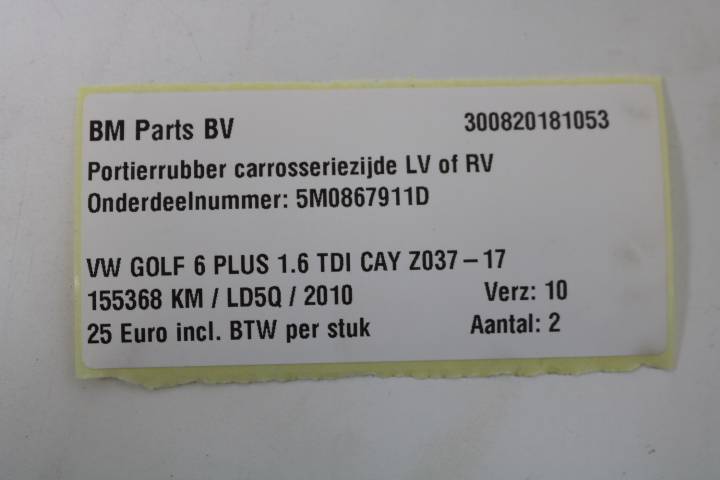 BM Parts BV 300820181053
Portierrubber carrosseriezijde LV of RV
Onderdeelnummer: 5M0867911D
VW GOLF 6 PLUS 1.6 TDI CAY Z037-17
155368 KM / LD5Q / 2010 Verz: 10
25 Euro incl. BTW per stuk Aantal: 2